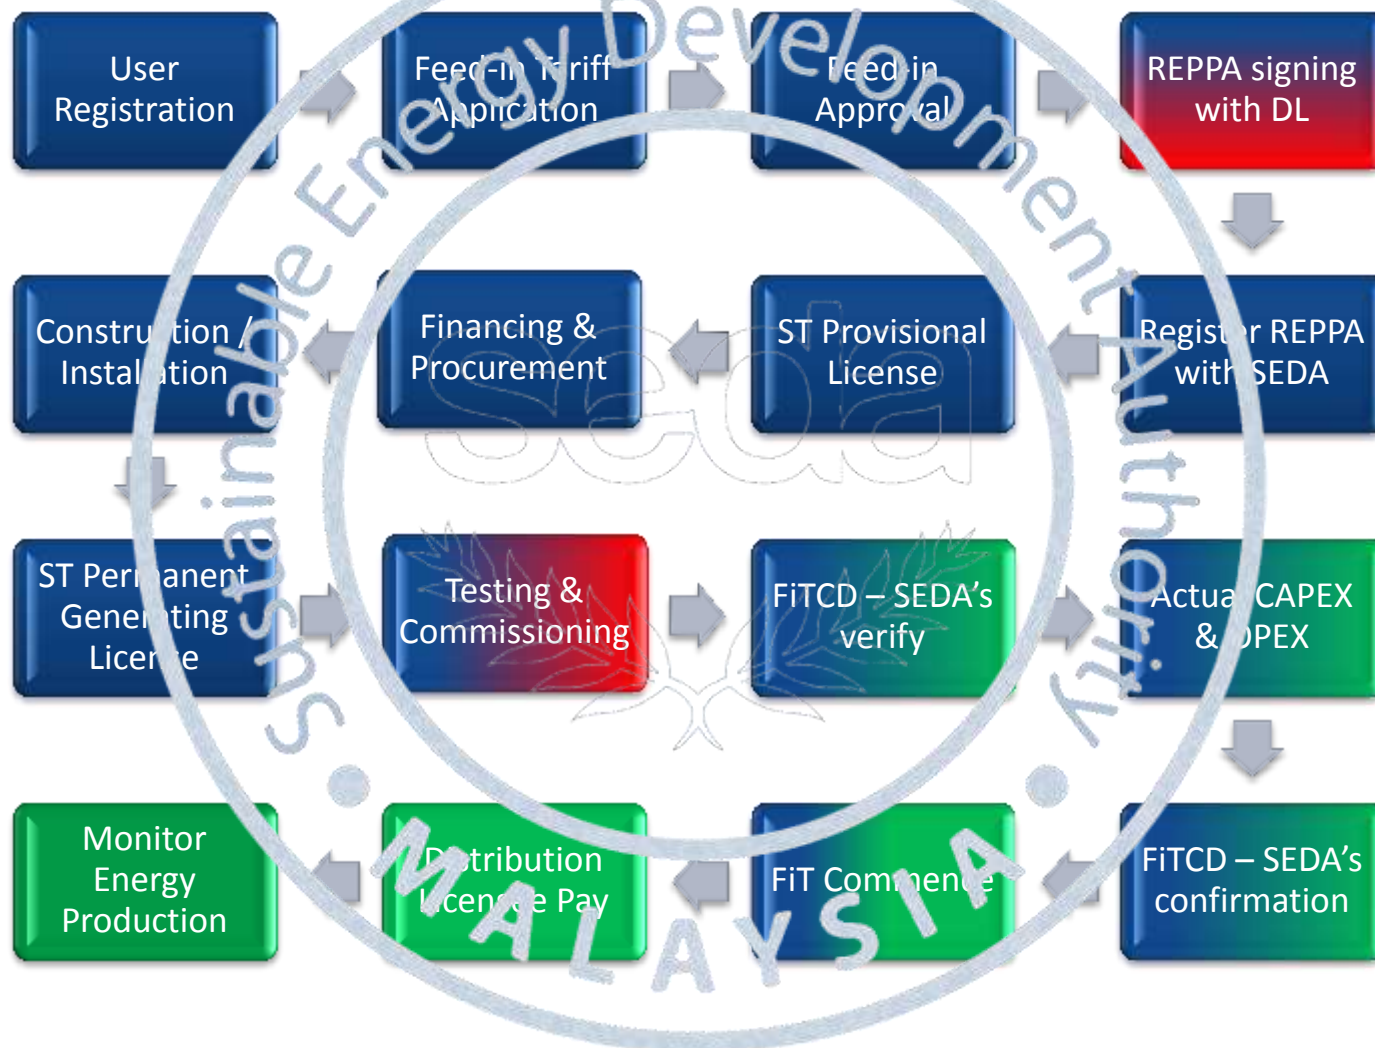 User
Registration
Feed-in Tariff
Application
Feed-in
Approval
REPPA signing
with DL
Construction /
Installation
Financing &
Procurement
ST Provisional
License
Register REPPA
with SEDA
ST Permanent
Generating
License
Testing &
Commissioning
FiTCD – SEDA's
verify
Actual CAPEX
& OPEX
Monitor
Energy
Production
Distribution
Licensee Pay
FiT Commence
FiTCD – SEDA's
confirmation
Sustainable Energy Development Authority
MALAYSIA
seda